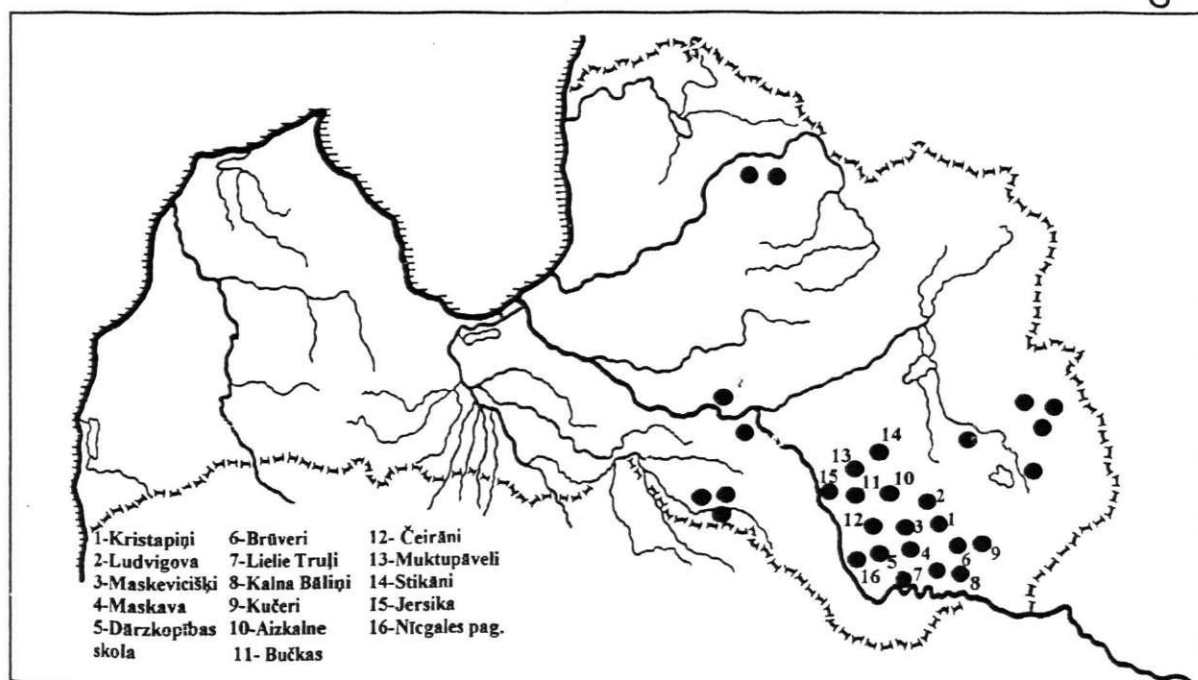 14
13
15
11
10
2
12
3
1
5
4
6
9
16
7
8
1-Kristapiņi 6-Brūveri 12- Čeirāni
2-Ludvigova 7-Lielie Truļi 13-Muktupāveli
3-Maskevicišķi 8-Kalna Bāliņi 14-Stikāni
4-Maskava 9-Kučeri 15-Jersika
5-Dārzkopības 10-Aizkalne 16-Nīcgales pag.
skola 11- Bučkas